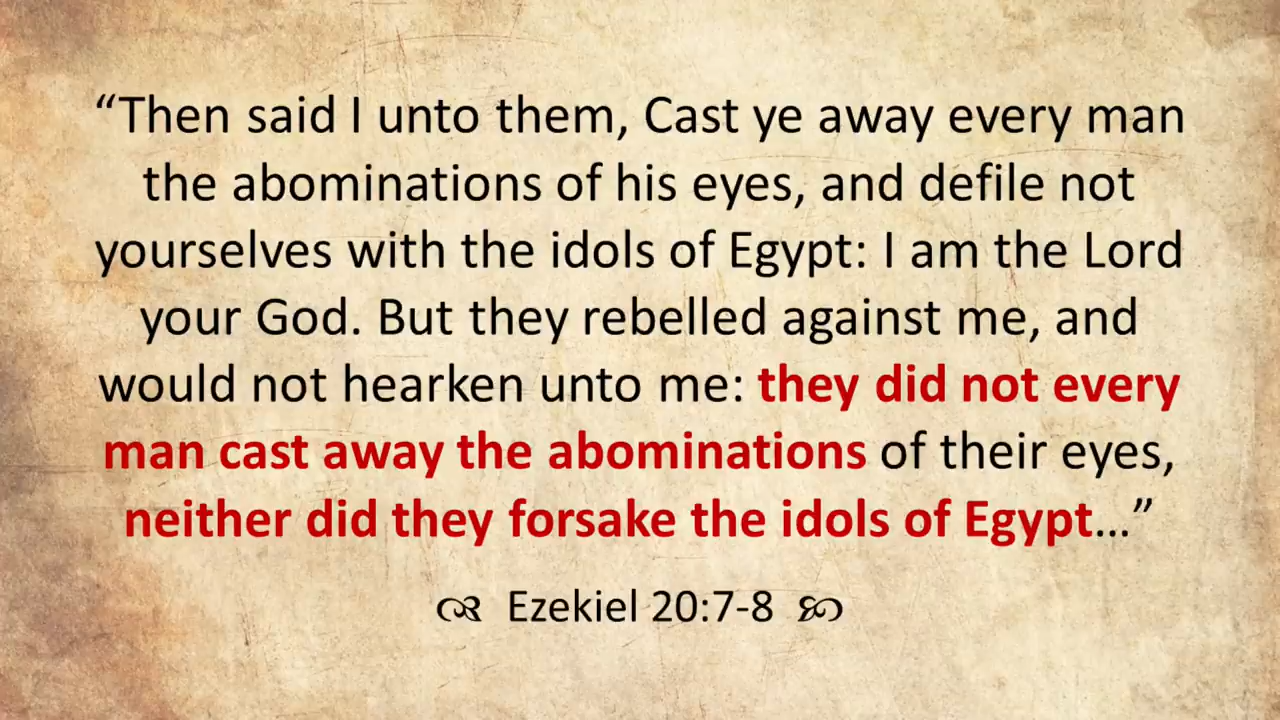 “Then said I unto them, Cast ye away every man
the abominations of his eyes, and defile not
yourselves with the idols of Egypt: I am the Lord
your God. But they rebelled against me, and
would not hearken unto me: they did not every
man cast away the abominations of their eyes,
neither did they forsake the idols of Egypt…”
Ezekiel 20:7-8